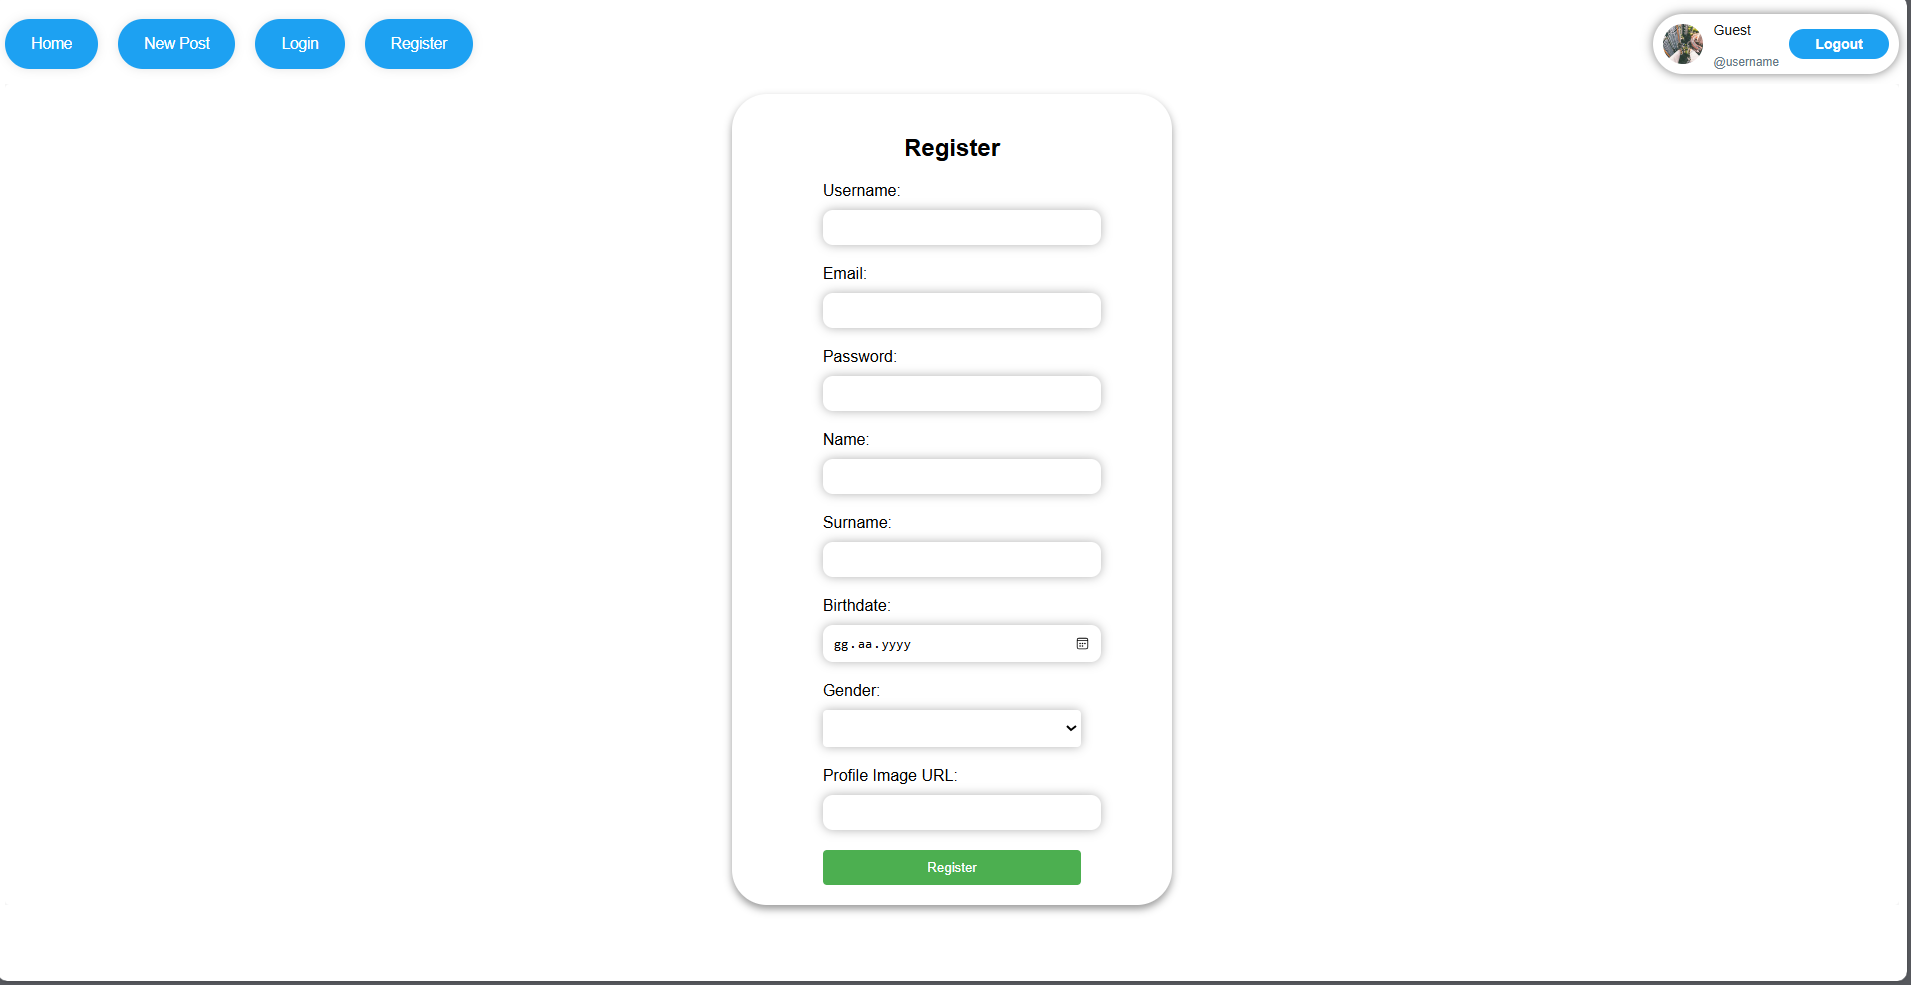 Home New Post Login Register
Guest
@username
Logout
Register
Username:
Email:
Password:
Name:
Surname:
Birthdate:
gg.aa.yyyy
Gender:
Profile Image URL:
Register